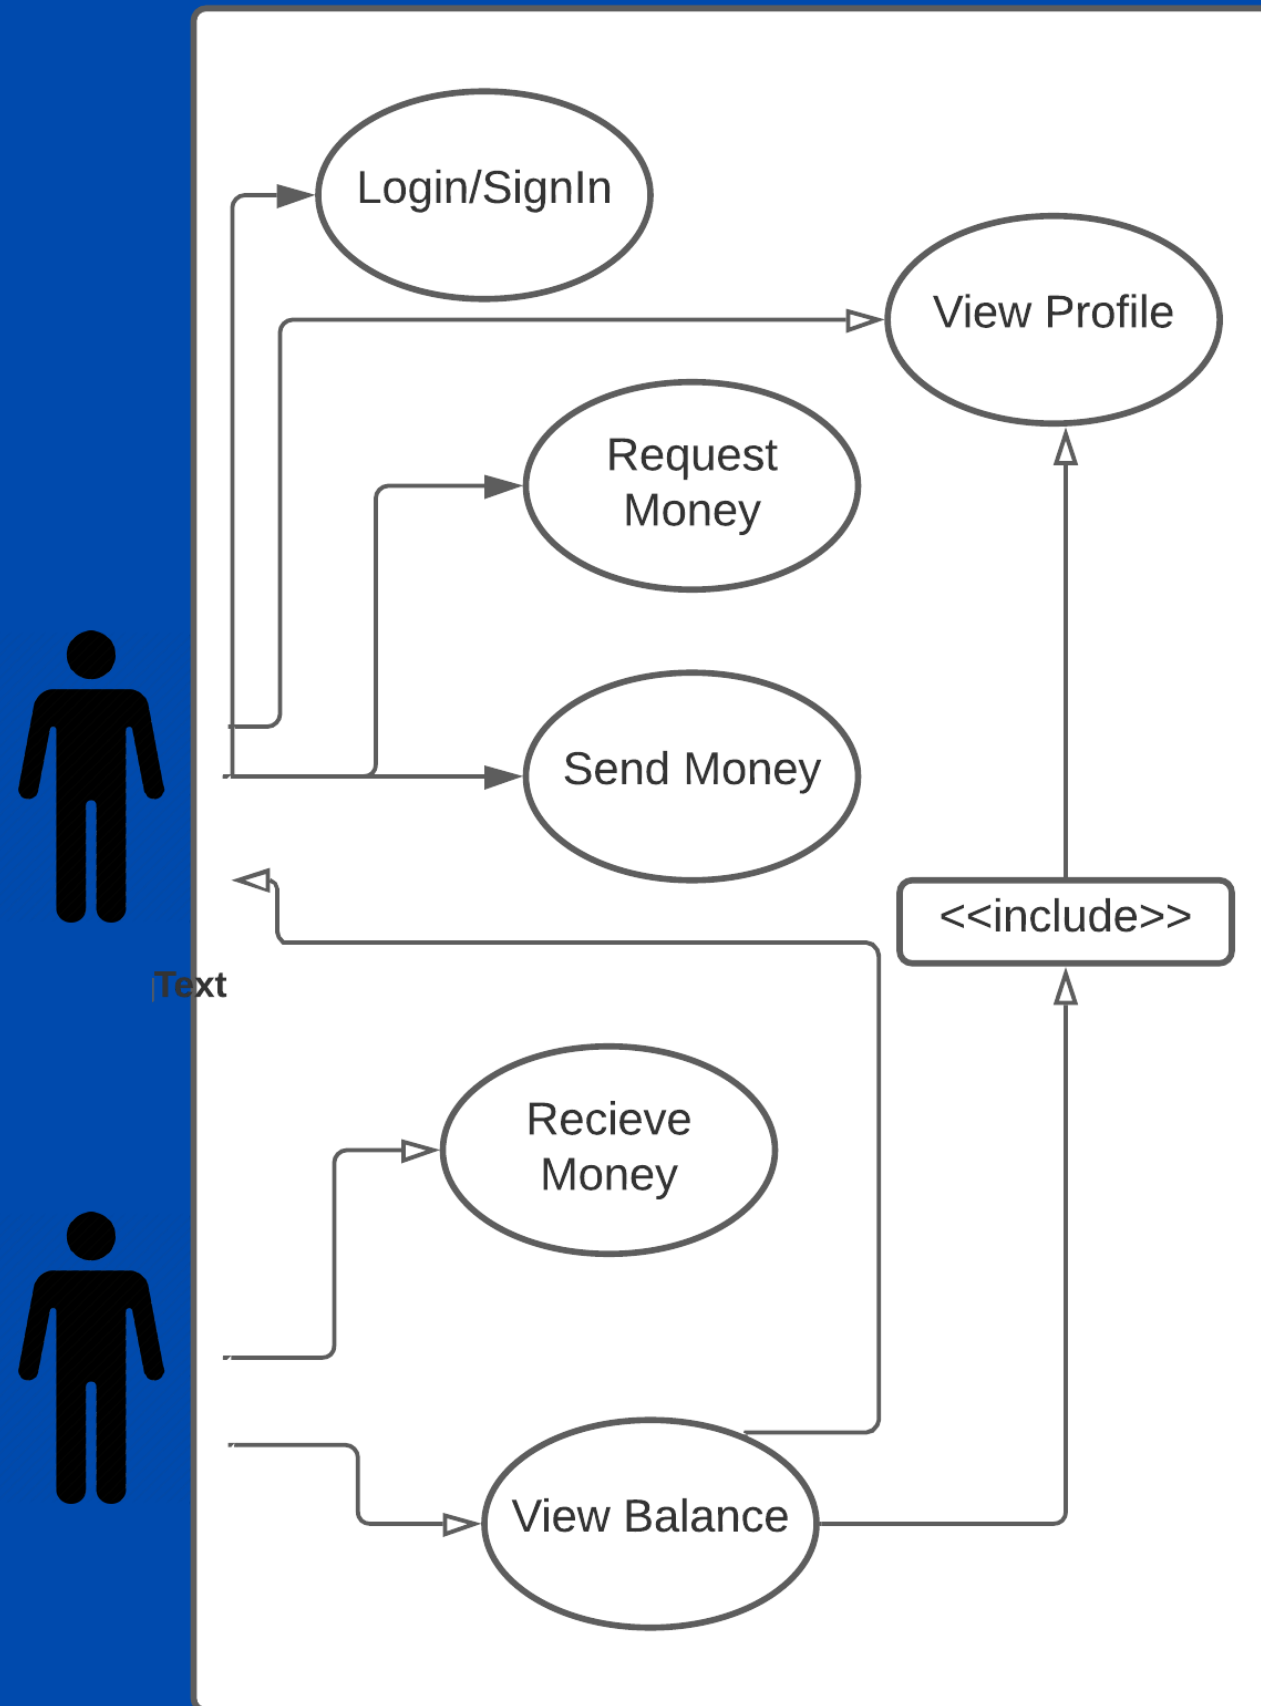 Login/SignIn
View Profile
Request
Money
Send Money
<<include>>
Text
Recieve
Money
View Balance